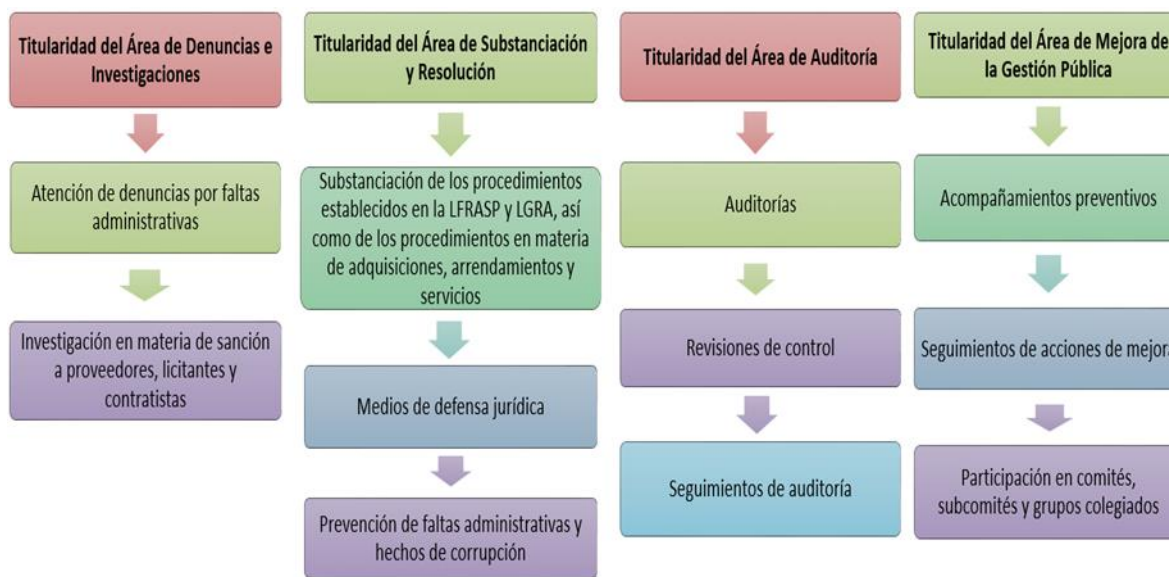 Titularidad del Área de Denuncias e
Investigaciones
Atención de denuncias por faltas
administrativas
Investigación en materia de sanción
a proveedores, licitantes y
contratistas
Titularidad del Área de Substanciación
y Resolución
Substanciación de los procedimientos
establecidos en la LFRASP y LGRA, así
como de los procedimientos en materia
de adquisiciones, arrendamientos y
servicios
Medios de defensa jurídica
Prevención de faltas administrativas y
hechos de corrupción
Titularidad del Área de Auditoría
Auditorías
Revisiones de control
Seguimientos de auditoría
Titularidad del Área de Mejora de
la Gestión Pública
Acompañamientos preventivos
Seguimientos de acciones de mejora
Participación en comités,
subcomités y grupos colegiados